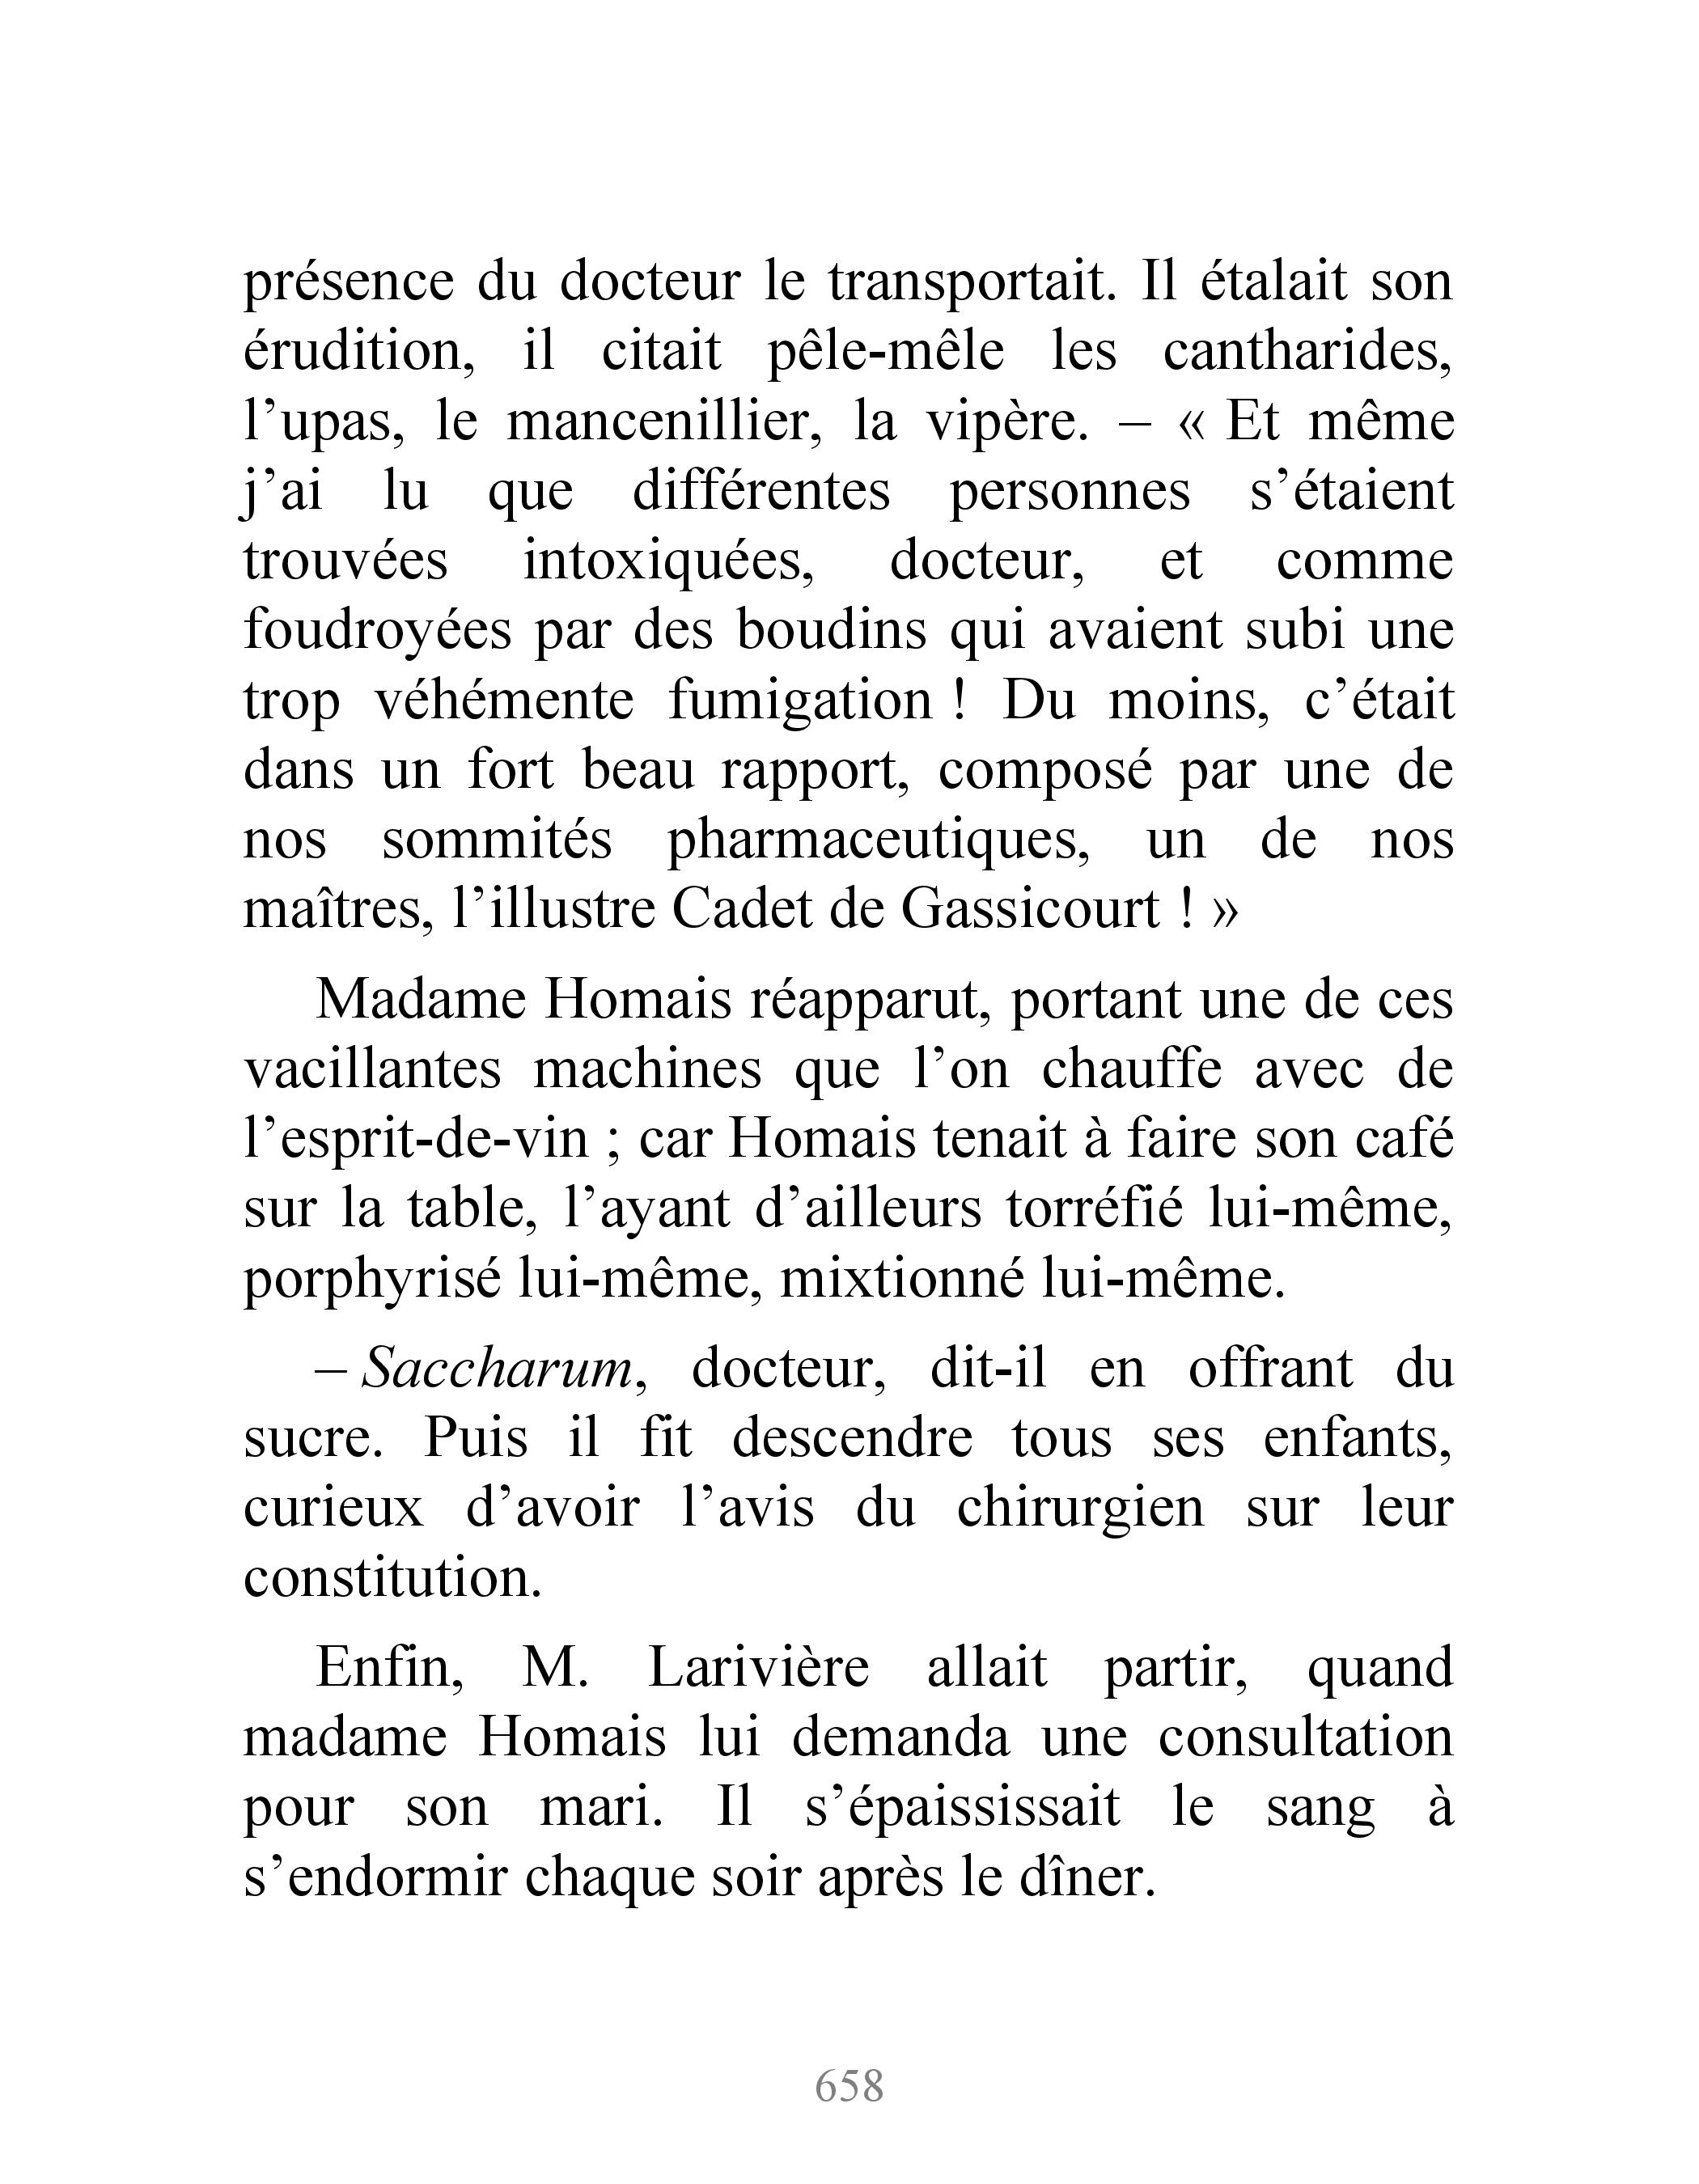 présence du docteur le transportait. Il étalait son
érudition, il citait pêle-mêle les cantharides,
l’upas, le mancenillier, la vipère. – « Et même
j’ai lu que différentes personnes s’étaient
trouvées intoxiquées, docteur, et comme
foudroyées par des boudins qui avaient subi une
trop véhémente fumigation ! Du moins, c’était
dans un fort beau rapport, composé par une de
nos sommités pharmaceutiques, un de nos
maîtres, l’illustre Cadet de Gassicourt ! »
Madame Homais réapparut, portant une de ces
vacillantes machines que l’on chauffe avec de
l’esprit-de-vin ; car Homais tenait à faire son café
sur la table, l’ayant d’ailleurs torréfié lui-même,
porphyrisé lui-même, mixtionné lui-même.
– Saccharum, docteur, dit-il en offrant du
sucre. Puis il fit descendre tous ses enfants,
curieux d’avoir l’avis du chirurgien sur leur
constitution.
Enfin, M. Larivière allait partir, quand
madame Homais lui demanda une consultation
pour son mari. Il s’épaississait le sang à
s’endormir chaque soir après le dîner.
658